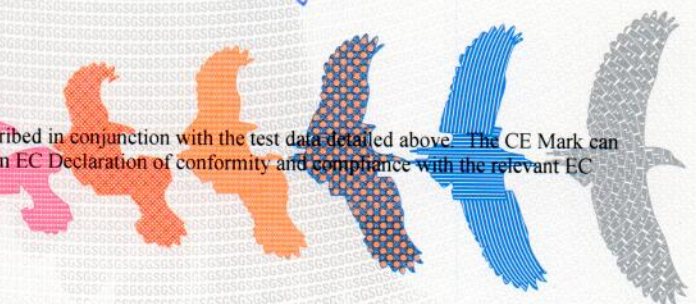 ribed in conjunction with the test data detailed above. The CE Mark can
n EC Declaration of conformity and compliance with the relevant EC